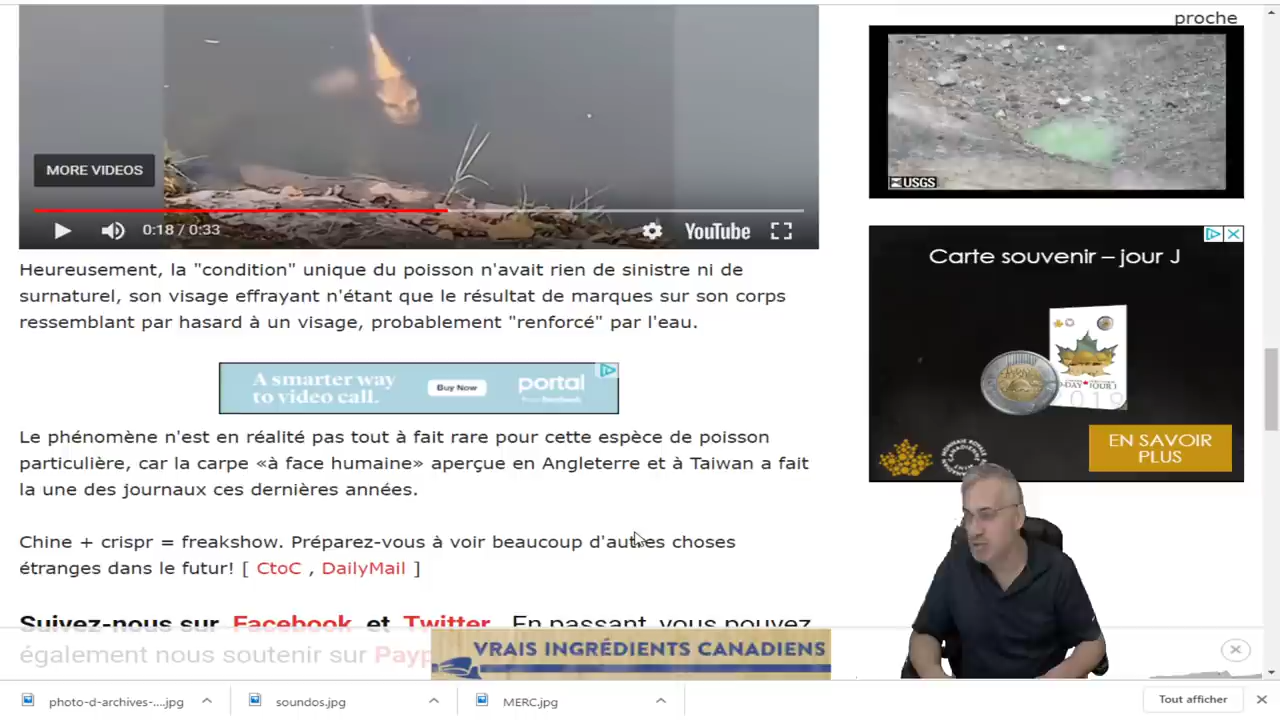 proche
MORE VIDEOS
0:18 / 0:33
YouTube
USGS
Heureusement, la "condition" unique du poisson n'avait rien de sinistre ni de
surnaturel, son visage effrayant n'étant que le résultat de marques sur son corps
ressemblant par hasard à un visage, probablement "renforcé" par l'eau.
Carte souvenir – jour J
2019
EN SAVOIR
PLUS
A smarter way
to video call.
Buy Now
portal
from facebook
Le phénomène n'est en réalité pas tout à fait rare pour cette espèce de poisson
particulière, car la carpe «à face humaine» aperçue en Angleterre et à Taiwan a fait
la une des journaux ces dernières années.
Chine + crispr = freakshow. Préparez-vous à voir beaucoup d'autres choses
étranges dans le futur! [ CtoC , DailyMail ]
Suivez-nous sur Facebook et Twitter. En passant, vous pouvez
également nous soutenir sur Payp
VRAIS INGRÉDIENTS CANADIENS
photo-d-archives-....jpg
soundos.jpg
MERC.jpg
Tout afficher